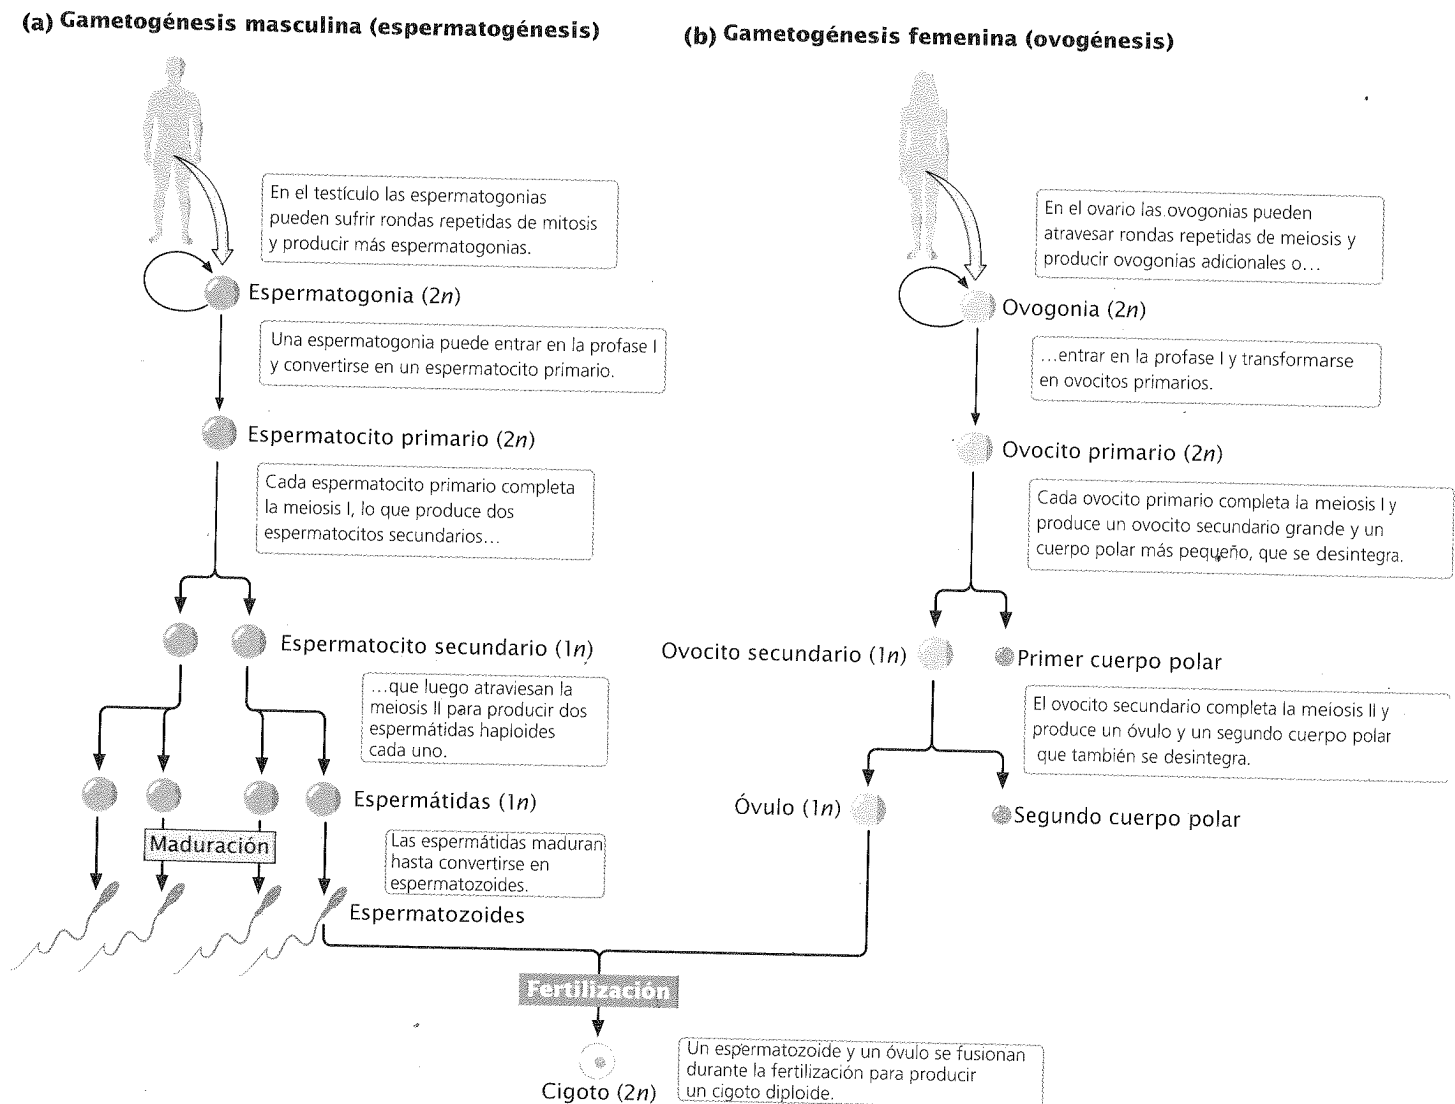 (a) Gametogénesis masculina (espermatogénesis)
En el testículo las espermatogonias
pueden sufrir rondas repetidas de mitosis
y producir más espermatogonias.
Espermatogonia (2n)
Una espermatogonia puede entrar en la profase I
y convertirse en un espermatocito primario.
Espermatocito primario (2n)
Cada espermatocito primario completa
la meiosis I, lo que produce dos
espermatocitos secundarios...
Espermatocito secundario (1n)
...que luego atraviesan la
meiosis II para producir dos
espermátidas haploides
cada uno.
Espermátidas (1n)
Maduración
Las espermátidas maduran
hasta convertirse en
espermatozoides.
Espermatozoides
(b) Gametogénesis femenina (ovogénesis)
En el ovario las ovogonias pueden
atravesar rondas repetidas de meiosis y
producir ovogonias adicionales o...
Ovogonia (2n)
...entrar en la profase I y transformarse
en ovocitos primarios.
Ovocito primario (2n)
Cada ovocito primario completa la meiosis I y
produce un ovocito secundario grande y un
cuerpo polar más pequeño, que se desintegra.
Ovocito secundario (1n)
Primer cuerpo polar
El ovocito secundario completa la meiosis II y
produce un óvulo y un segundo cuerpo polar
que también se desintegra.
Óvulo (1n)
Segundo cuerpo polar
Fertilización
Cigoto (2n)
Un espermatozoide y un óvulo se fusionan
durante la fertilización para producir
un cigoto diploide.